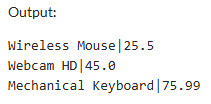 Output:
Wireless Mouse|25.5
Webcam HD|45.0
Mechanical Keyboard|75.99